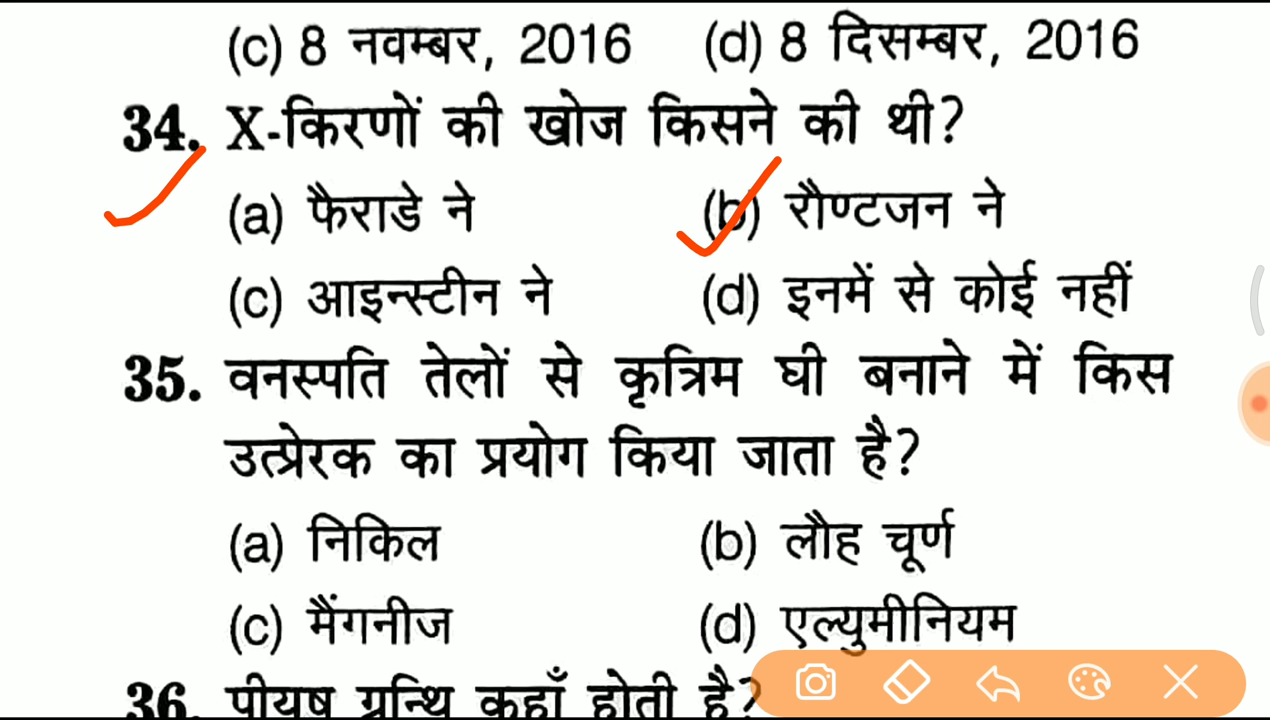 (c) 8 नवम्बर, 2016 (d) 8 दिसम्बर, 2016
34. X-किरणों की खोज किसने की थी?
(a) फैराडे ने (b) रौण्टजन ने
(c) आइन्स्टीन ने (d) इनमें से कोई नहीं
35. वनस्पति तेलों से कृत्रिम घी बनाने में किस
उत्प्रेरक का प्रयोग किया जाता है?
(a) निकिल (b) लौह चूर्ण
(c) मैंगनीज (d) एल्युमीनियम
36. पीयूष ग्रन्थि कहाँ होती है?